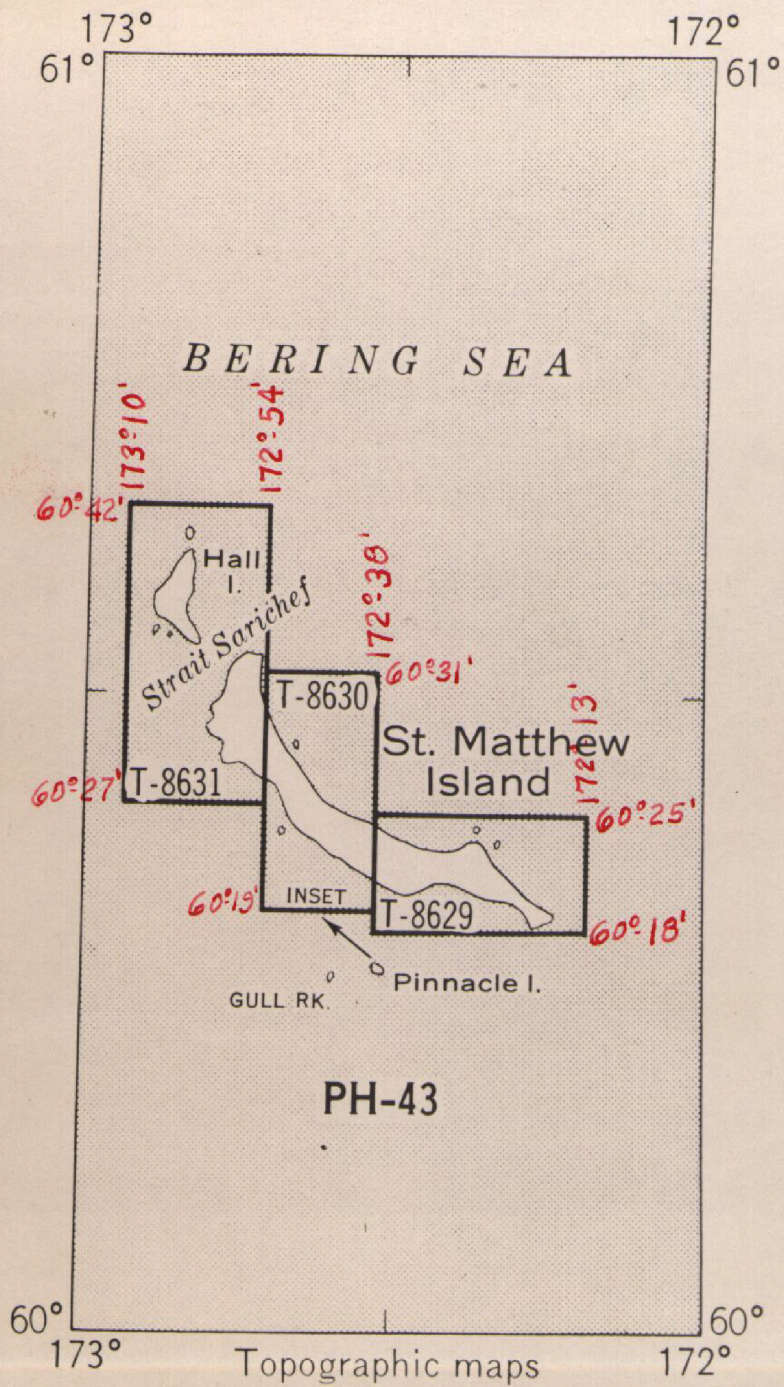 173° 172°
61° 61°
BERING SEA
173°10'
172°54'
60°42'
Hall
I.
Strait Sarichef
172°38'
60°31'
T-8630
St. Matthew
Island
172° 13'
60°27'
T-8631
60°25'
60°19'
INSET
T-8629
60°18'
Pinnacle I.
GULL RK.
PH-43
60° 60°
173° 172°
Topographic maps